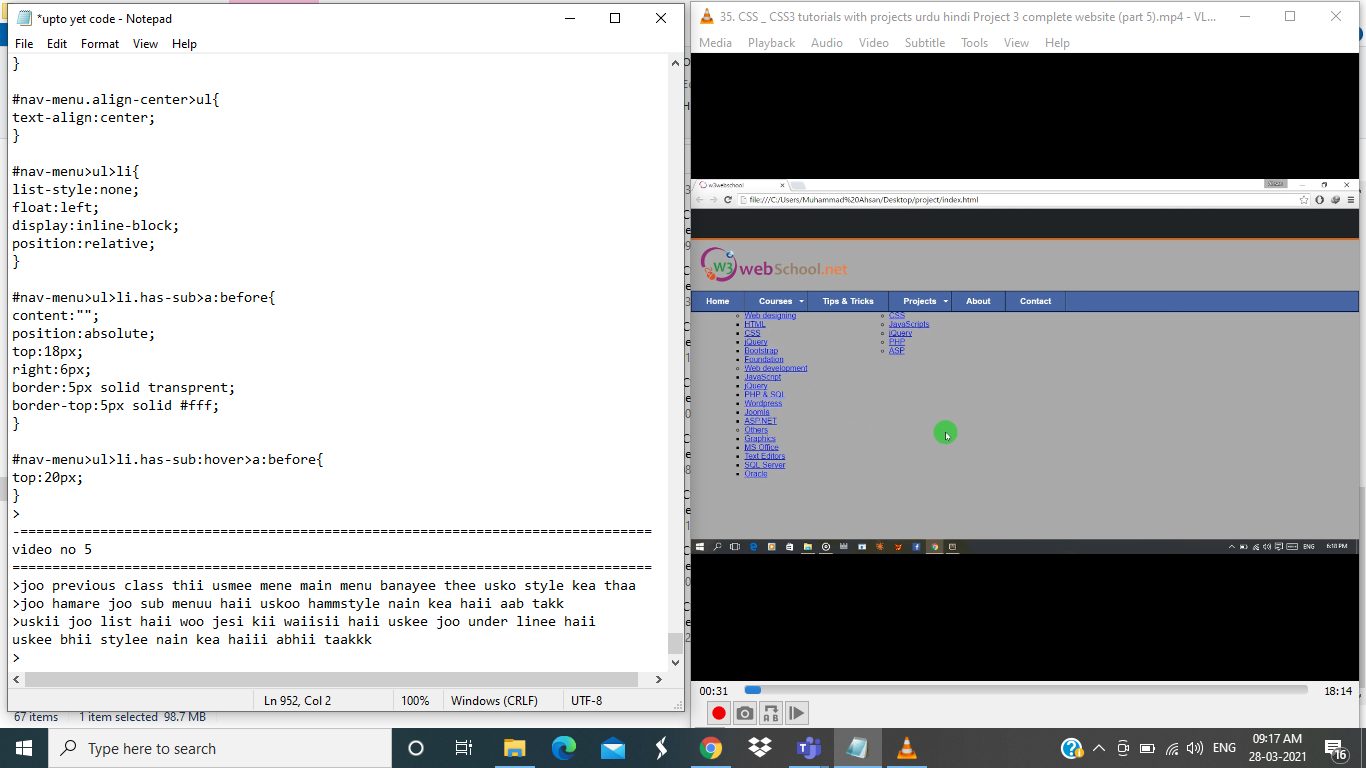 *upto yet code - Notepad
File Edit Format View Help
}
#nav-menu.align-center>ul{
text-align:center;
}
#nav-menu>ul>li{
list-style:none;
float:left;
display:inline-block;
position:relative;
}
#nav-menu>ul>li.has-sub>a:before{
content:"";
position:absolute;
top:18px;
right:6px;
border:5px solid transprent;
border-top:5px solid #fff;
}
#nav-menu>ul>li.has-sub:hover>a:before{
top:20px;
}
>
-===============================================================================
video no 5
================================================================================
>joo previous class thii usmee mene main menu banayee thee usko style kea thaa
>joo hamare joo sub menuu haii uskoo hammstyle nain kea haii aab takk
>uskii joo list haii woo jesi kii waiisii haii uskee joo under linee haii
uskee bhii stylee nain kea haiii abhii taakkk
>
Ln 952, Col 2 100% Windows (CRLF) UTF-8
67 items 1 item selected 98.7 MB
35. CSS _ CSS3 tutorials with projects urdu hindi Project 3 complete website (part 5).mp4 - VL...
Media Playback Audio Video Subtitle Tools View Help
w3webschool
file:///C:/Users/Muhammad%20Ahsan/Desktop/project/index.html
W3 webSchool.net
Home Courses Tips & Tricks Projects About Contact
Web designing
HTML
CSS
jQuery
Bootstrap
Foundation
Web development
JavaScript
jQuery
PHP & SQL
Wordpress
Joomla
ASP.NET
Others
Graphics
MS Office
Text Editors
SQL Server
Oracle
CSS
JavaScripts
jQuery
PHP
ASP
ENG 6:18 PM
00:31 18:14
Type here to search
ENG 09:17 AM
28-03-2021
16